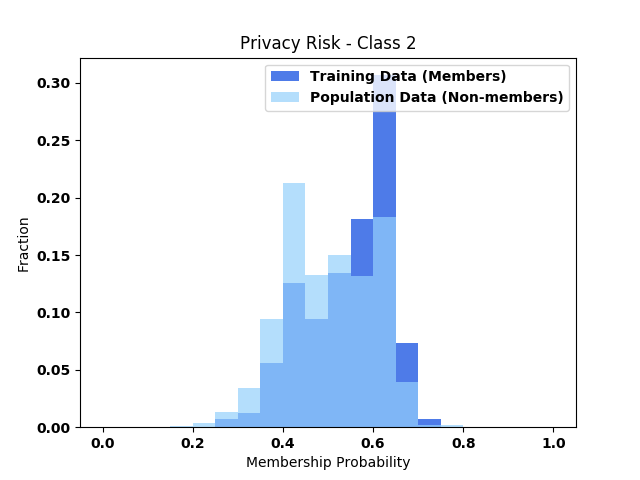 Privacy Risk - Class 2
Training Data (Members)
Population Data (Non-members)
0.30
0.25
0.20
0.15
0.10
0.05
0.00
Fraction
0.0 0.2 0.4 0.6 0.8 1.0
Membership Probability